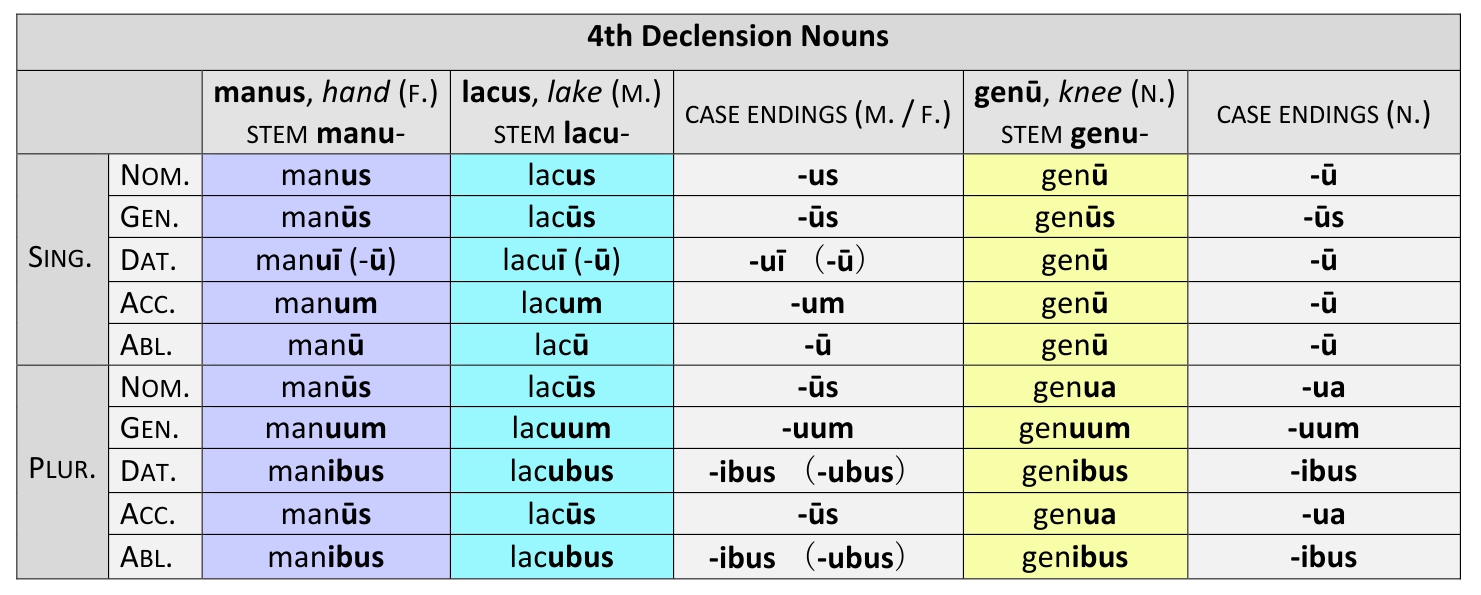 4th Declension Nouns
manus, hand (F.) lacus, lake (M.) CASE ENDINGS (M. / F.) genū, knee (N.) CASE ENDINGS (N.)
STEM manu- STEM lacu- STEM genu-
SING. NOM. manus lacus -us genū -ū
GEN. manūs lacūs -ūs genūs -ūs
DAT. manuī (-ū) lacuī (-ū) -uī (-ū) genū -ū
ACC. manum lacum -um genū -ū
ABL. manū lacū -ū genū -ū
PLUR. NOM. manūs lacūs -ūs genua -ua
GEN. manuum lacuum -uum genuum -uum
DAT. manibus lacubus -ibus (-ubus) genibus -ibus
ACC. manūs lacūs -ūs genua -ua
ABL. manibus lacubus -ibus (-ubus) genibus -ibus